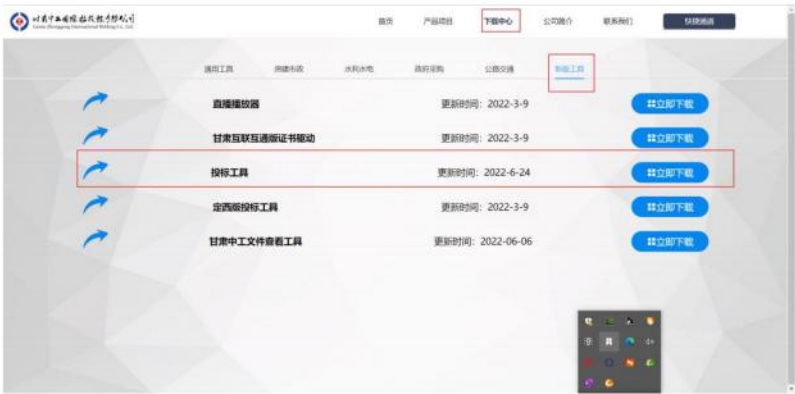 甘肃中工国际招投标有限公司
首页 产品项目 下载中心 公司简介 联系我们 快捷通道
通用工具 房建市政 水利水电 政府采购 公路交通 新版工具
直播播放器 更新时间：2022-3-9 立即下载
甘肃互联互通版证书驱动 更新时间：2022-3-9 立即下载
投标工具 更新时间：2022-6-24 立即下载
定西版投标工具 更新时间：2022-3-9 立即下载
甘肃中工文件查看工具 更新时间：2022-06-06 立即下载